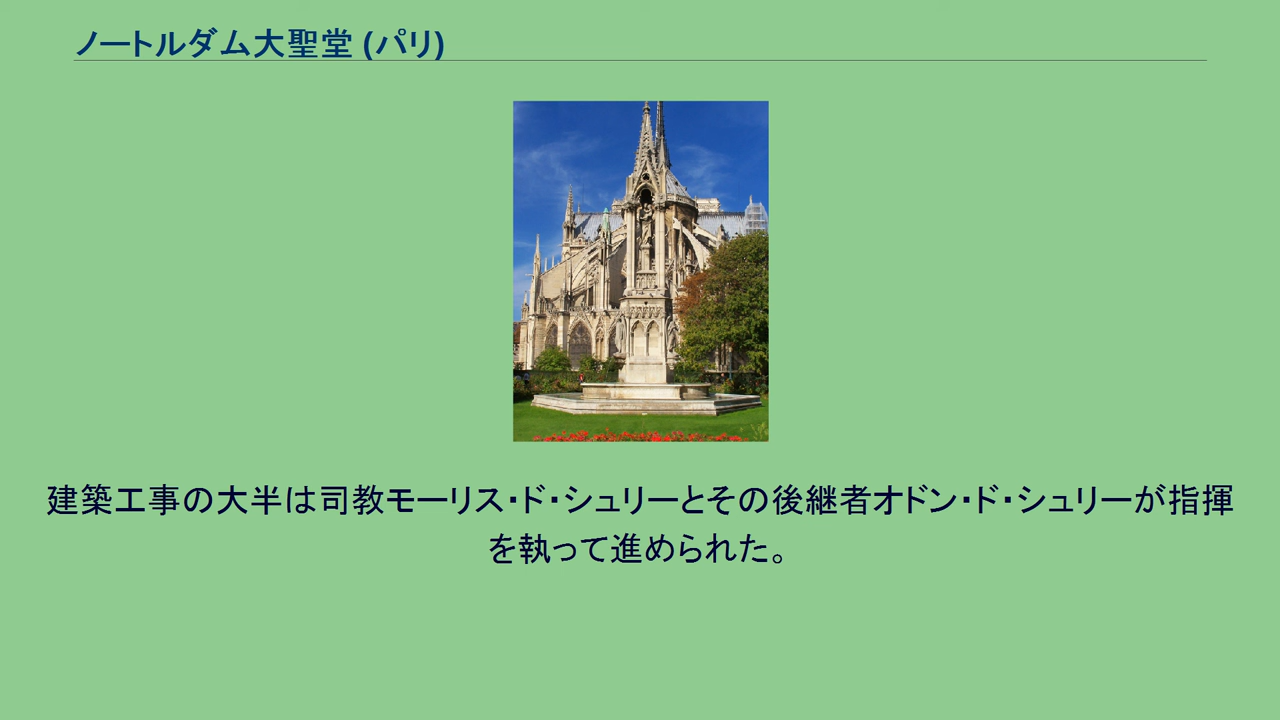 ノートルダム大聖堂 (パリ)
建築工事の大半は司教モーリス・ド・シュリーとその後継者オドン・ド・シュリーが指揮
を執って進められた。